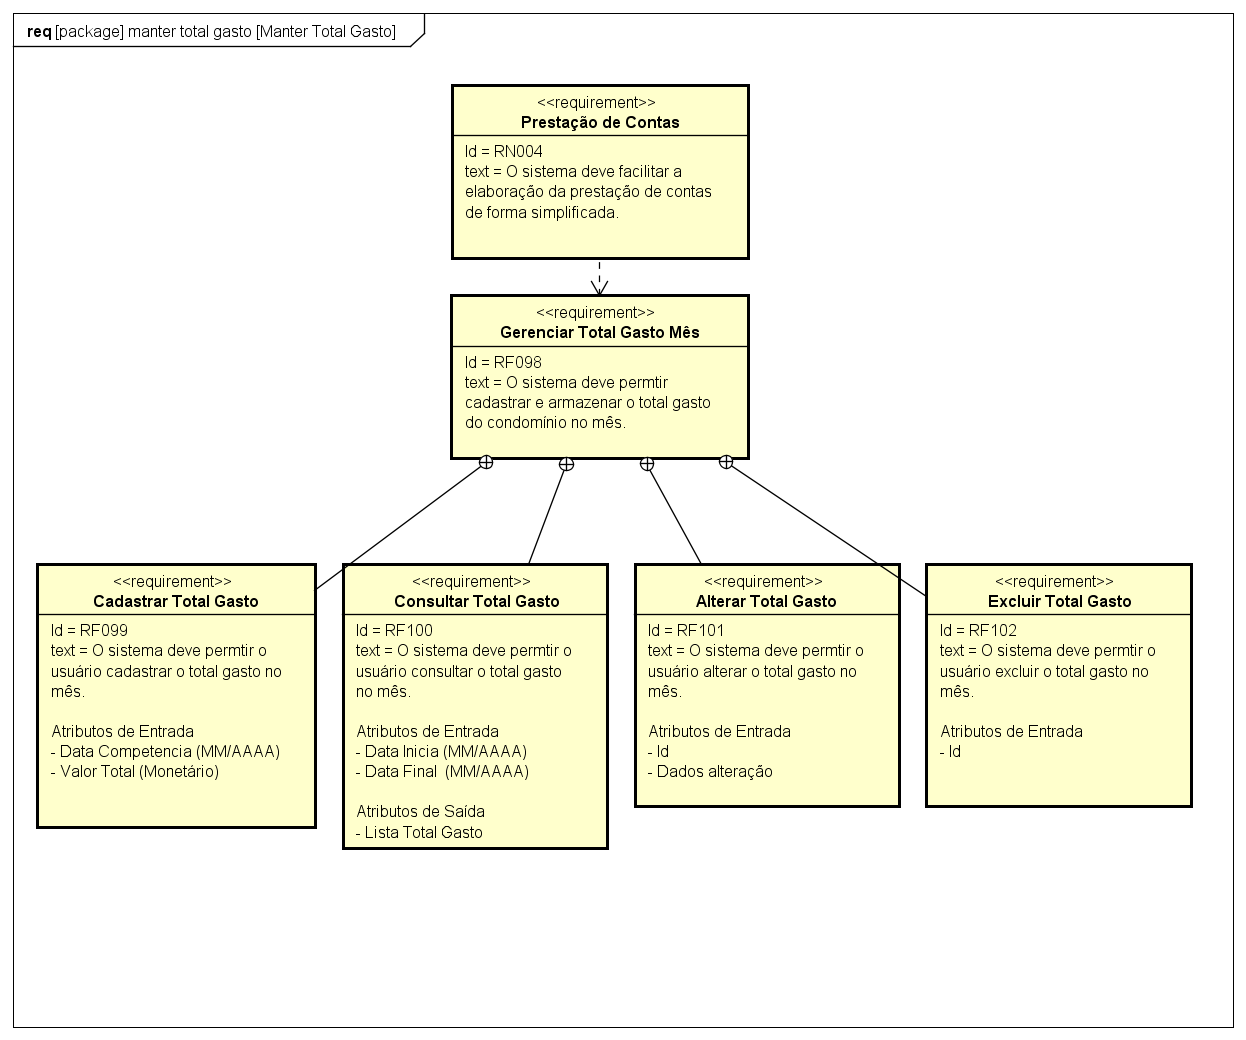 req [package] manter total gasto [Manter Total Gasto]
<<requirement>>
Prestação de Contas
Id = RN004
text = O sistema deve facilitar a
elaboração da prestação de contas
de forma simplificada.
<<requirement>>
Gerenciar Total Gasto Mês
Id = RF098
text = O sistema deve permtir
cadastrar e armazenar o total gasto
do condomínio no mês.
<<requirement>>
Cadastrar Total Gasto
Id = RF099
text = O sistema deve permtir o
usuário cadastrar o total gasto no
mês.
Atributos de Entrada
- Data Competencia (MM/AAAA)
- Valor Total (Monetário)
<<requirement>>
Consultar Total Gasto
Id = RF100
text = O sistema deve permtir o
usuário consultar o total gasto
no mês.
Atributos de Entrada
- Data Inicia (MM/AAAA)
- Data Final  (MM/AAAA)
Atributos de Saída
- Lista Total Gasto
<<requirement>>
Alterar Total Gasto
Id = RF101
text = O sistema deve permtir o
usuário alterar o total gasto no
mês.
Atributos de Entrada
- Id
- Dados alteração
<<requirement>>
Excluir Total Gasto
Id = RF102
text = O sistema deve permtir o
usuário excluir o total gasto no
mês.
Atributos de Entrada
- Id